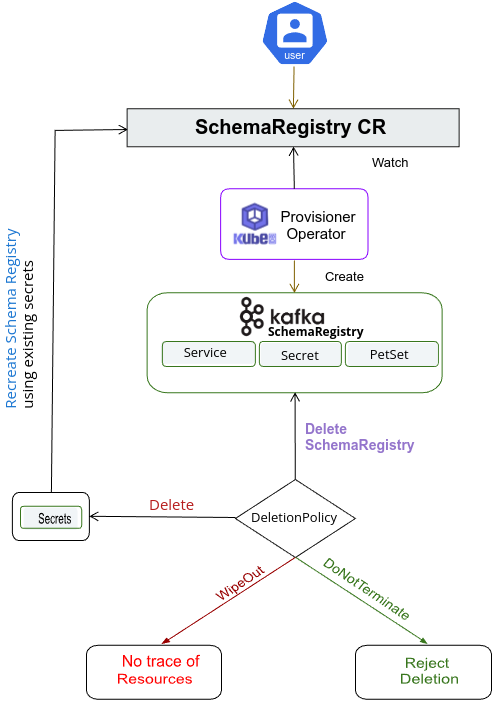 user
SchemaRegistry CR
Watch
Provisioner
Operator
KubeDB
Create
kafka
SchemaRegistry
Service
Secret
PetSet
Recreate Schema Registry
using existing secrets
Delete
SchemaRegistry
DeletionPolicy
Delete
Secrets
WipeOut
DoNotTerminate
No trace of
Resources
Reject
Deletion